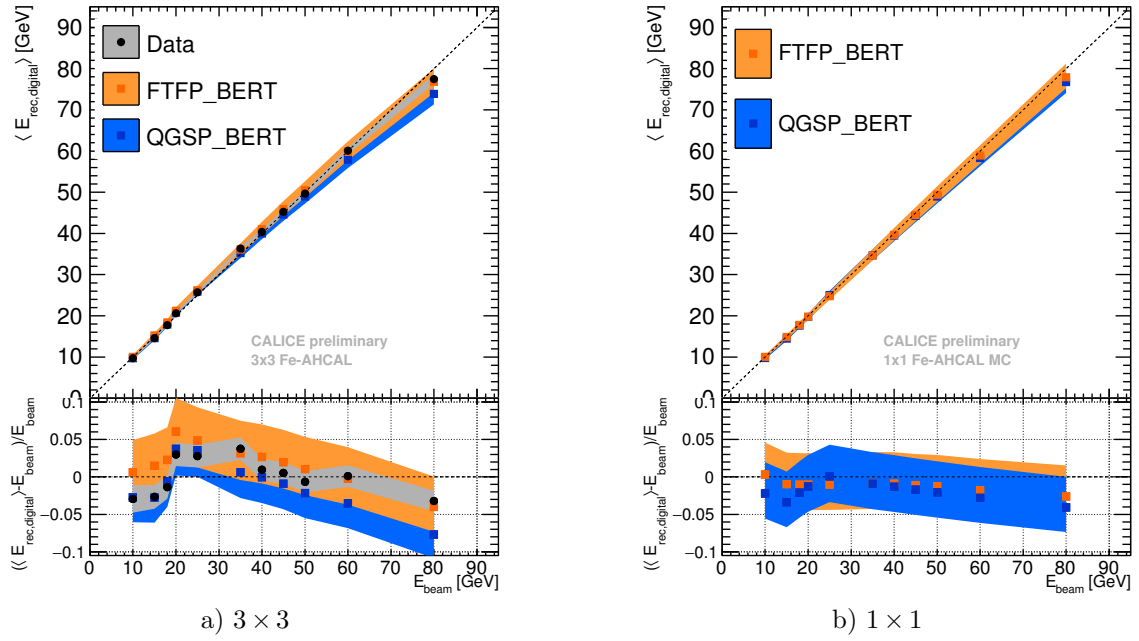 ⟨ E_rec,digital⟩ [GeV]
90
80
70
60
50
40
30
20
10
0
Data
FTFP_BERT
QGSP_BERT
CALICE preliminary
3x3 Fe-AHCAL
(⟨ E_rec,digital⟩-E_beam)/E_beam
0.1
0.05
0
−0.05
−0.1
0 10 20 30 40 50 60 70 80 90
E_beam [GeV]
a) 3 × 3
⟨ E_rec,digital⟩ [GeV]
90
80
70
60
50
40
30
20
10
0
FTFP_BERT
QGSP_BERT
CALICE preliminary
1x1 Fe-AHCAL MC
(⟨ E_rec,digital⟩-E_beam)/E_beam
0.1
0.05
0
−0.05
−0.1
0 10 20 30 40 50 60 70 80 90
E_beam [GeV]
b) 1 × 1